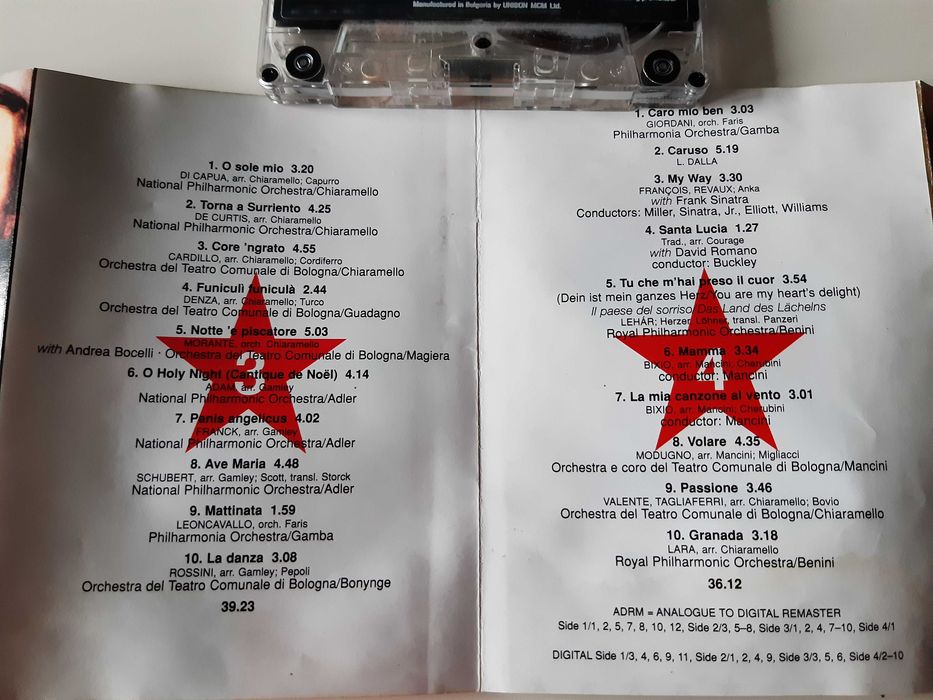 Manufactured in Bulgaria by UNISON MCM Ltd.
1. O sole mio 3.20
DI CAPUA, arr. Chiaramello; Capurro
National Philharmonic Orchestra/Chiaramello
2. Torna a Surriento 4.25
DE CURTIS, arr. Chiaramello
National Philharmonic Orchestra/Chiaramello
3. Core 'ngrato 4.55
CARDILLO, arr. Chiaramello; Cordiferro
Orchestra del Teatro Comunale di Bologna/Chiaramello
4. Funiculì funiculà 2.44
DENZA, arr. Chiaramello; Turco
Orchestra del Teatro Comunale di Bologna/Guadagno
5. Notte 'e piscatore 5.03
MORANTE, orch. Chiaramello
with Andrea Bocelli · Orchestra del Teatro Comunale di Bologna/Magiera
6. O Holy Night (Cantique de Noël) 4.14
ADAM, arr. Gamley
National Philharmonic Orchestra/Adler
7. Panis angelicus 4.02
FRANCK, arr. Gamley
National Philharmonic Orchestra/Adler
8. Ave Maria 4.48
SCHUBERT, arr. Gamley; Scott, transl. Storck
National Philharmonic Orchestra/Adler
9. Mattinata 1.59
LEONCAVALLO, orch. Faris
Philharmonia Orchestra/Gamba
10. La danza 3.08
ROSSINI, arr. Gamley; Pepoli
Orchestra del Teatro Comunale di Bologna/Bonynge
39.23
3
1. Caro mio ben 3.03
GIORDANI, orch. Faris
Philharmonia Orchestra/Gamba
2. Caruso 5.19
L. DALLA
3. My Way 3.30
FRANÇOIS, REVAUX; Anka
with Frank Sinatra
Conductors: Miller, Sinatra, Jr., Elliott, Williams
4. Santa Lucia 1.27
Trad., arr. Courage
with David Romano
conductor: Buckley
5. Tu che m'hai preso il cuor 3.54
(Dein ist mein ganzes Herz/You are my heart's delight)
Il paese del sorriso/Das Land des Lächelns
LEHÁR; Herzer, Löhner, transl. Panzeri
Royal Philharmonic Orchestra/Benini
6. Mamma 3.34
BIXIO, arr. Mancini; Cherubini
conductor: Mancini
7. La mia canzone al vento 3.01
BIXIO, arr. Mancini; Cherubini
conductor: Mancini
8. Volare 4.35
MODUGNO, arr. Mancini; Migliacci
Orchestra e coro del Teatro Comunale di Bologna/Mancini
9. Passione 3.46
VALENTE, TAGLIAFERRI, arr. Chiaramello; Bovio
Orchestra del Teatro Comunale di Bologna/Chiaramello
10. Granada 3.18
LARA, arr. Chiaramello
Royal Philharmonic Orchestra/Benini
36.12
4
ADRM = ANALOGUE TO DIGITAL REMASTER
Side 1/1, 2, 5, 7, 8, 10, 12, Side 2/3, 5–8, Side 3/1, 2, 4, 7–10, Side 4/1
DIGITAL Side 1/3, 4, 6, 9, 11, Side 2/1, 2, 4, 9, Side 3/3, 5, 6, Side 4/2–10